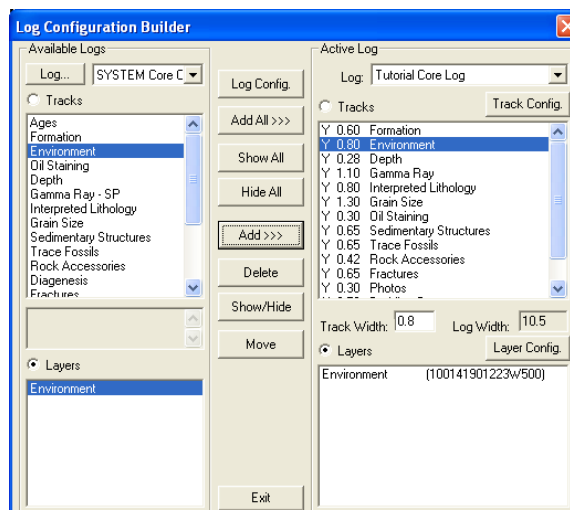 Log Configuration Builder
Available Logs
Log...
SYSTEM Core C
Tracks
Ages
Formation
Environment
Oil Staining
Depth
Gamma Ray - SP
Interpreted Lithology
Grain Size
Sedimentary Structures
Trace Fossils
Rock Accessories
Diagenesis
Fractures
Layers
Environment
Log Config.
Add All >>>
Show All
Hide All
Add >>>
Delete
Show/Hide
Move
Exit
Active Log
Log: Tutorial Core Log
Tracks
Track Config.
Y 0.60 Formation
Y 0.80 Environment
Y 0.28 Depth
Y 1.10 Gamma Ray
Y 0.80 Interpreted Lithology
Y 1.30 Grain Size
Y 0.30 Oil Staining
Y 0.65 Sedimentary Structures
Y 0.65 Trace Fossils
Y 0.42 Rock Accessories
Y 0.65 Fractures
Y 0.30 Photos
Track Width: 0.8 Log Width: 10.5
Layers
Layer Config.
Environment (100141901223W500)